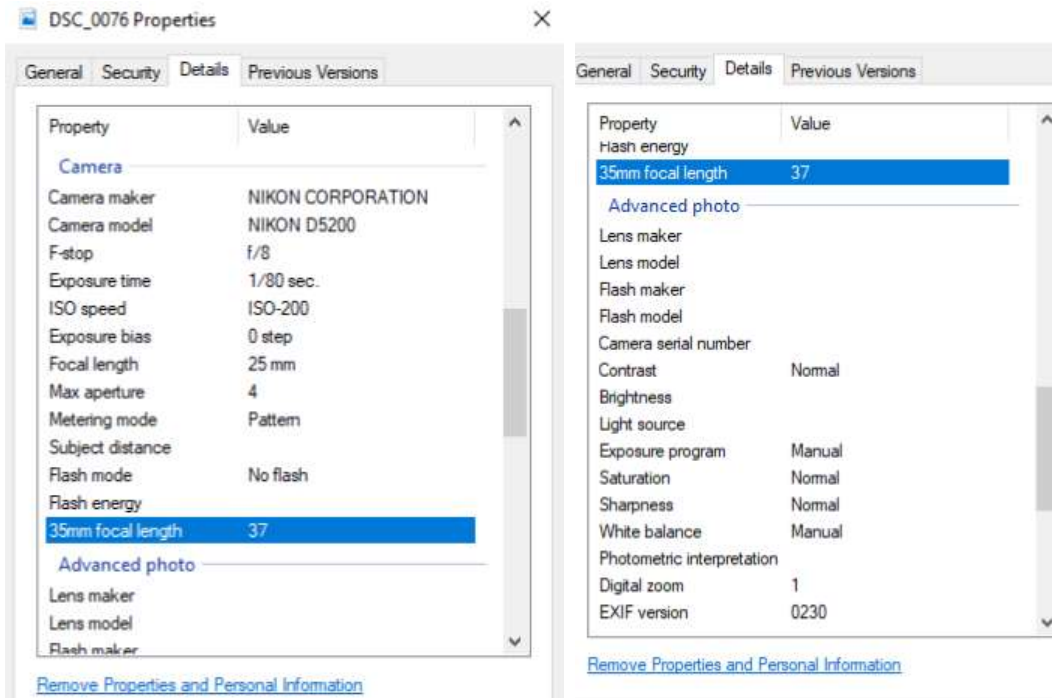 DSC_0076 Properties
General Security Details Previous Versions
Property Value
Camera
Camera maker NIKON CORPORATION
Camera model NIKON D5200
F-stop f/8
Exposure time 1/80 sec.
ISO speed ISO-200
Exposure bias 0 step
Focal length 25 mm
Max aperture 4
Metering mode Pattern
Subject distance
Flash mode No flash
Flash energy
35mm focal length 37
Advanced photo
Lens maker
Lens model
Flash maker
Remove Properties and Personal Information
General Security Details Previous Versions
Property Value
Flash energy
35mm focal length 37
Advanced photo
Lens maker
Lens model
Flash maker
Flash model
Camera serial number
Contrast Normal
Brightness
Light source
Exposure program Manual
Saturation Normal
Sharpness Normal
White balance Manual
Photometric interpretation
Digital zoom 1
EXIF version 0230
Remove Properties and Personal Information